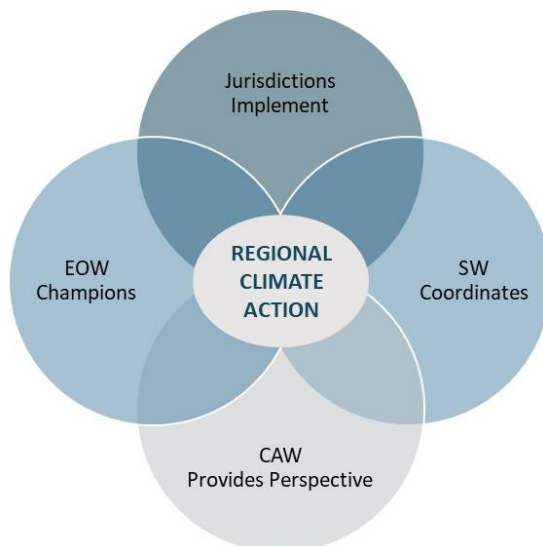 Jurisdictions
Implement
EOW
Champions
REGIONAL
CLIMATE
ACTION
SW
Coordinates
CAW
Provides Perspective